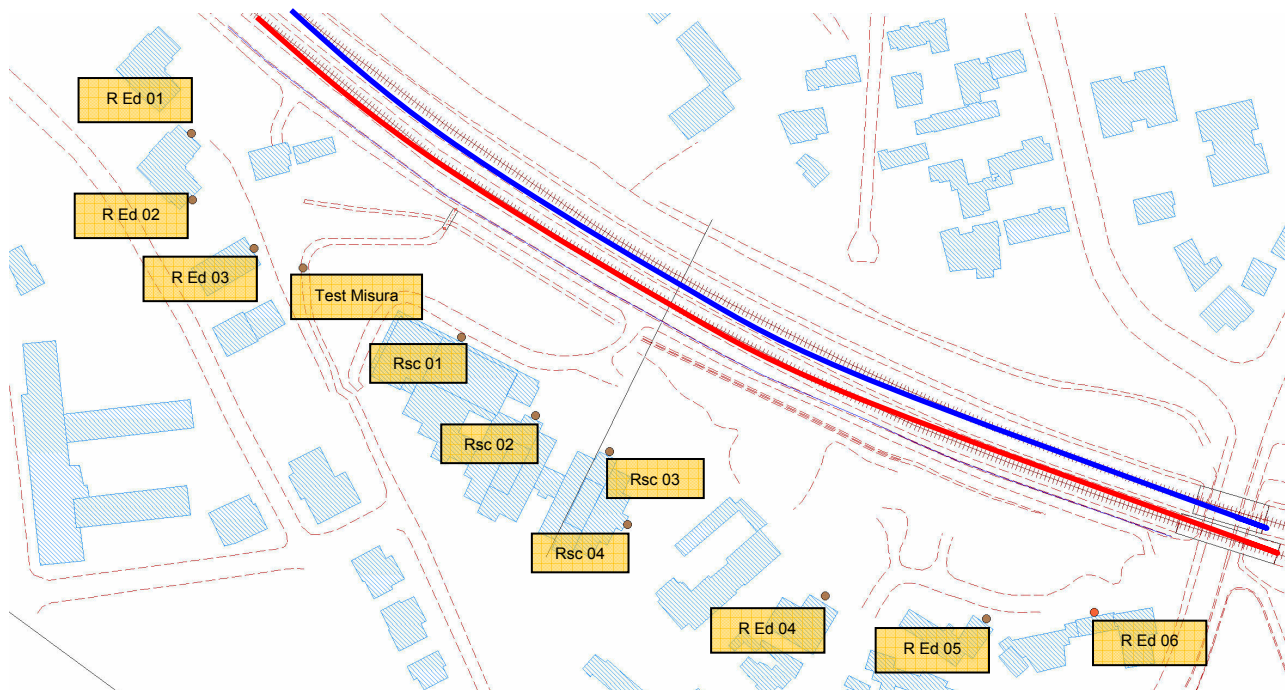 R Ed 01
R Ed 02
R Ed 03
Test Misura
Rsc 01
Rsc 02
Rsc 03
Rsc 04
R Ed 04
R Ed 05
R Ed 06